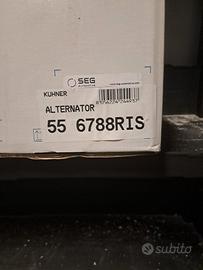 SEG
KUHNER
ALTERNATOR
55 6788RIS
subito